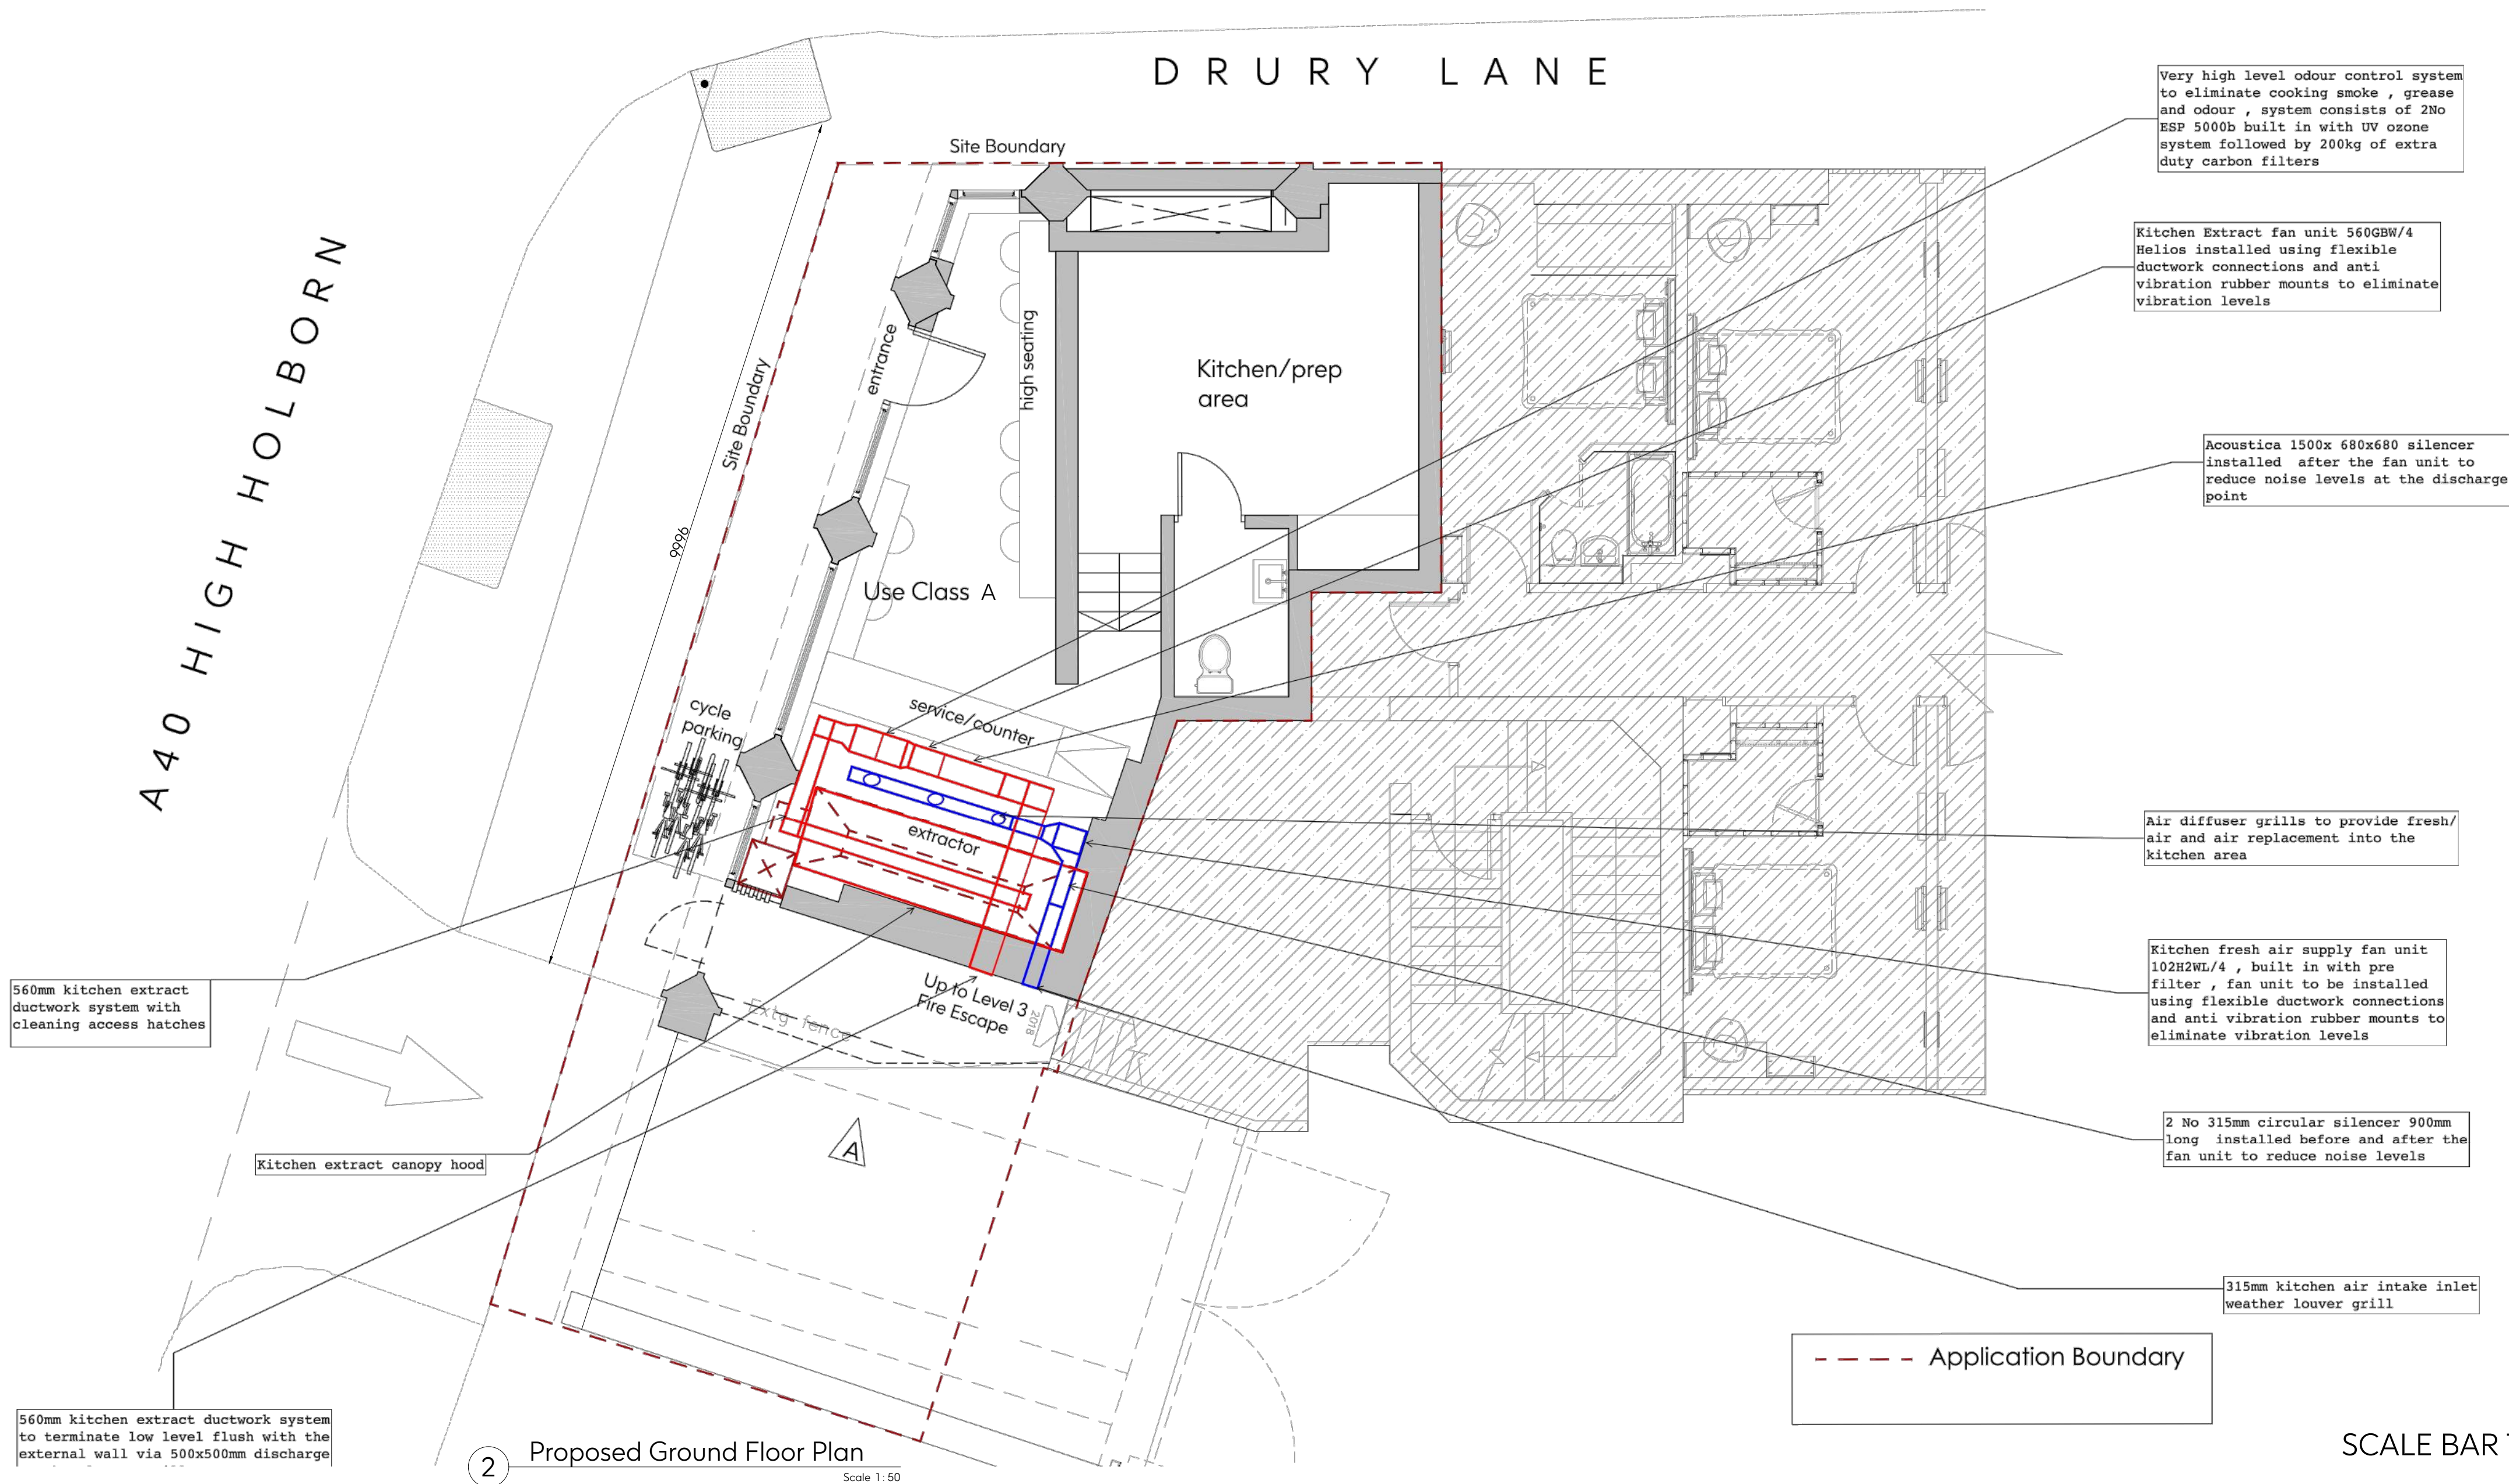 DRURY LANE
A40 HIGH HOLBORN
Site Boundary
Site Boundary
9996
entrance
high seating
Kitchen/prep
area
Use Class A
service/counter
cycle
parking
extractor
Up to Level 3
Fire Escape
2018
Extg fence
A
Very high level odour control system
to eliminate cooking smoke , grease
and odour , system consists of 2No
ESP 5000b built in with UV ozone
system followed by 200kg of extra
duty carbon filters
Kitchen Extract fan unit 560GBW/4
Helios installed using flexible
ductwork connections and anti
vibration rubber mounts to eliminate
vibration levels
Acoustica 1500x 680x680 silencer
installed after the fan unit to
reduce noise levels at the discharge
point
Air diffuser grills to provide fresh/
air and air replacement into the
kitchen area
Kitchen fresh air supply fan unit
102H2WL/4 , built in with pre
filter , fan unit to be installed
using flexible ductwork connections
and anti vibration rubber mounts to
eliminate vibration levels
2 No 315mm circular silencer 900mm
long installed before and after the
fan unit to reduce noise levels
315mm kitchen air intake inlet
weather louver grill
560mm kitchen extract
ductwork system with
cleaning access hatches
Kitchen extract canopy hood
560mm kitchen extract ductwork system
to terminate low level flush with the
external wall via 500x500mm discharge
Application Boundary
2 Proposed Ground Floor Plan
Scale 1:50
SCALE BAR